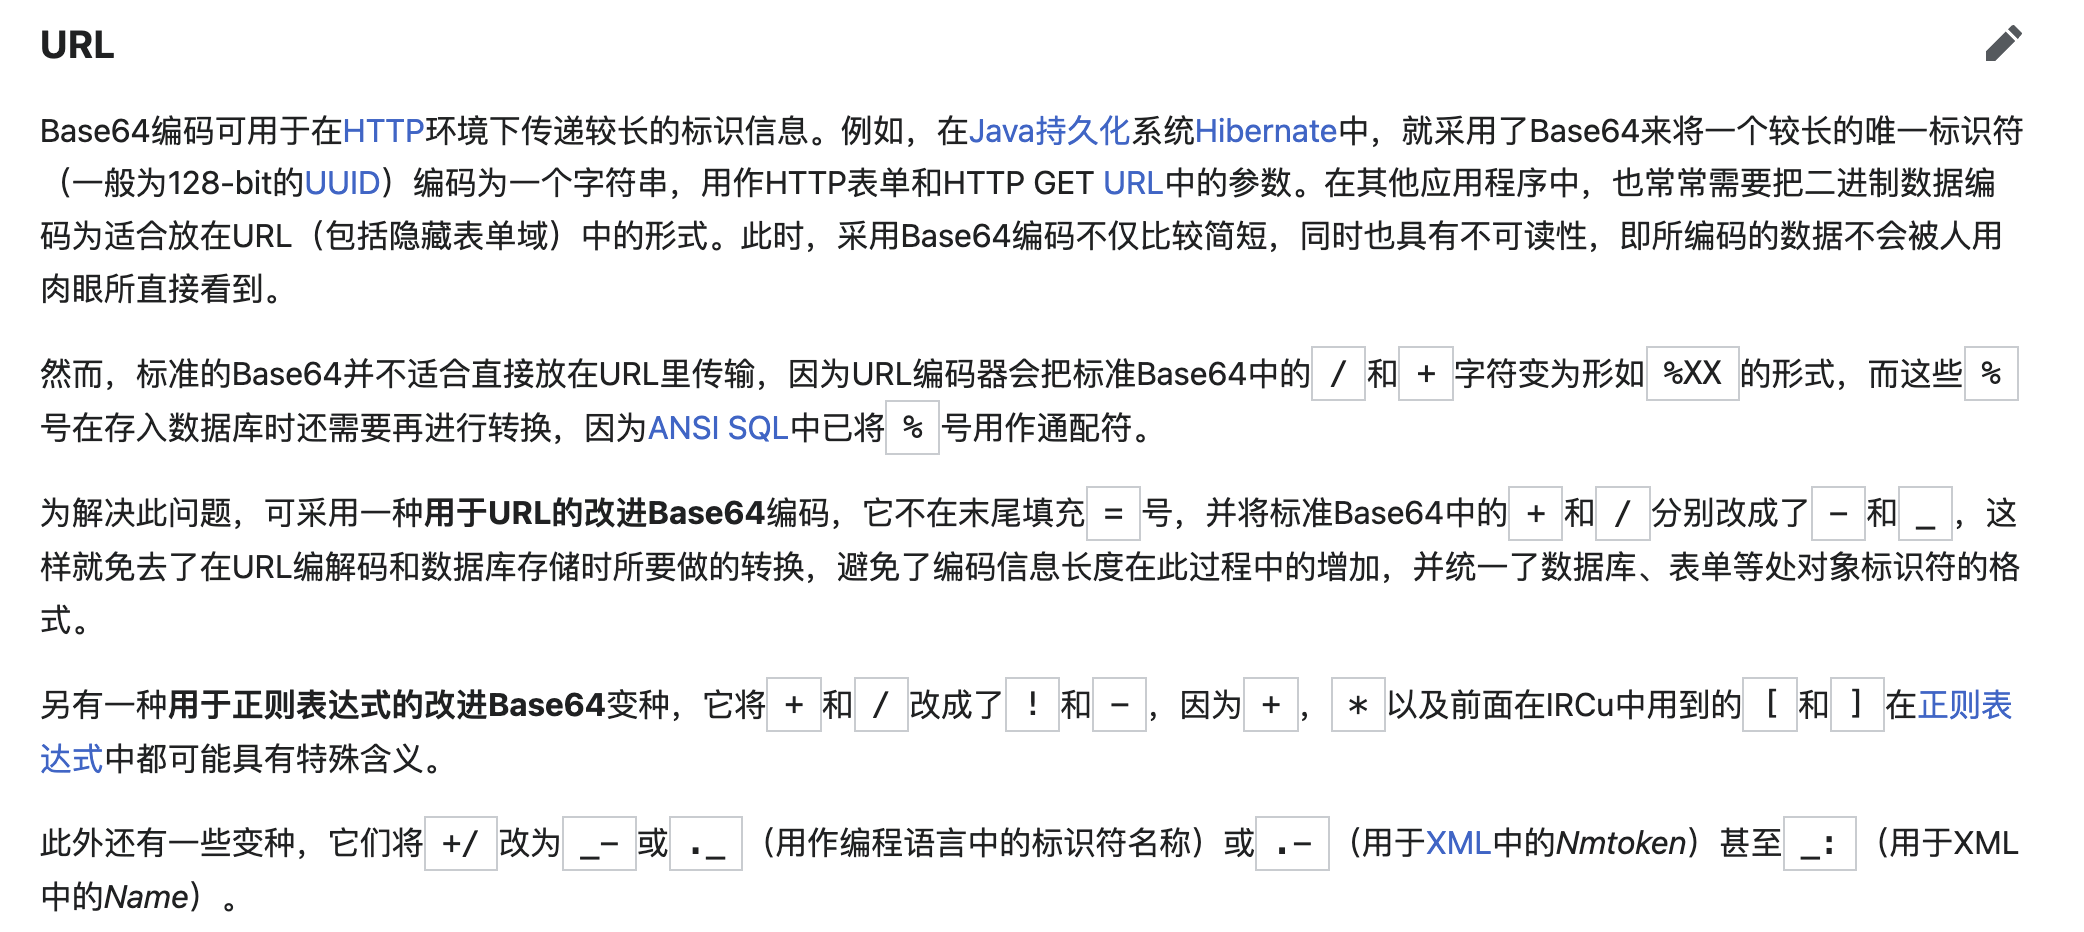 URL
Base64编码可用于在HTTP环境下传递较长的标识信息。例如，在Java持久化系统Hibernate中，就采用了Base64来将一个较长的唯一标识符
（一般为128-bit的UUID）编码为一个字符串，用作HTTP表单和HTTP GET URL中的参数。在其他应用程序中，也常常需要把二进制数据编
码为适合放在URL（包括隐藏表单域）中的形式。此时，采用Base64编码不仅比较简短，同时也具有不可读性，即所编码的数据不会被人用
肉眼所直接看到。
然而，标准的Base64并不适合直接放在URL里传输，因为URL编码器会把标准Base64中的 / 和 + 字符变为形如 %XX 的形式，而这些 %
号在存入数据库时还需要再进行转换，因为ANSI SQL中已将 % 号用作通配符。
为解决此问题，可采用一种用于URL的改进Base64编码，它不在末尾填充 = 号，并将标准Base64中的 + 和 / 分别改成了 - 和 _ ，这
样就免去了在URL编解码和数据库存储时所要做的转换，避免了编码信息长度在此过程中的增加，并统一了数据库、表单等处对象标识符的格
式。
另有一种用于正则表达式的改进Base64变种，它将 + 和 / 改成了 ! 和 - ，因为 + ， * 以及前面在IRCu中用到的 [ 和 ] 在正则表
达式中都可能具有特殊含义。
此外还有一些变种，它们将 +/ 改为 _- 或 ._ （用作编程语言中的标识符名称）或 .- （用于XML中的Nmtoken）甚至 _: （用于XML
中的Name）。